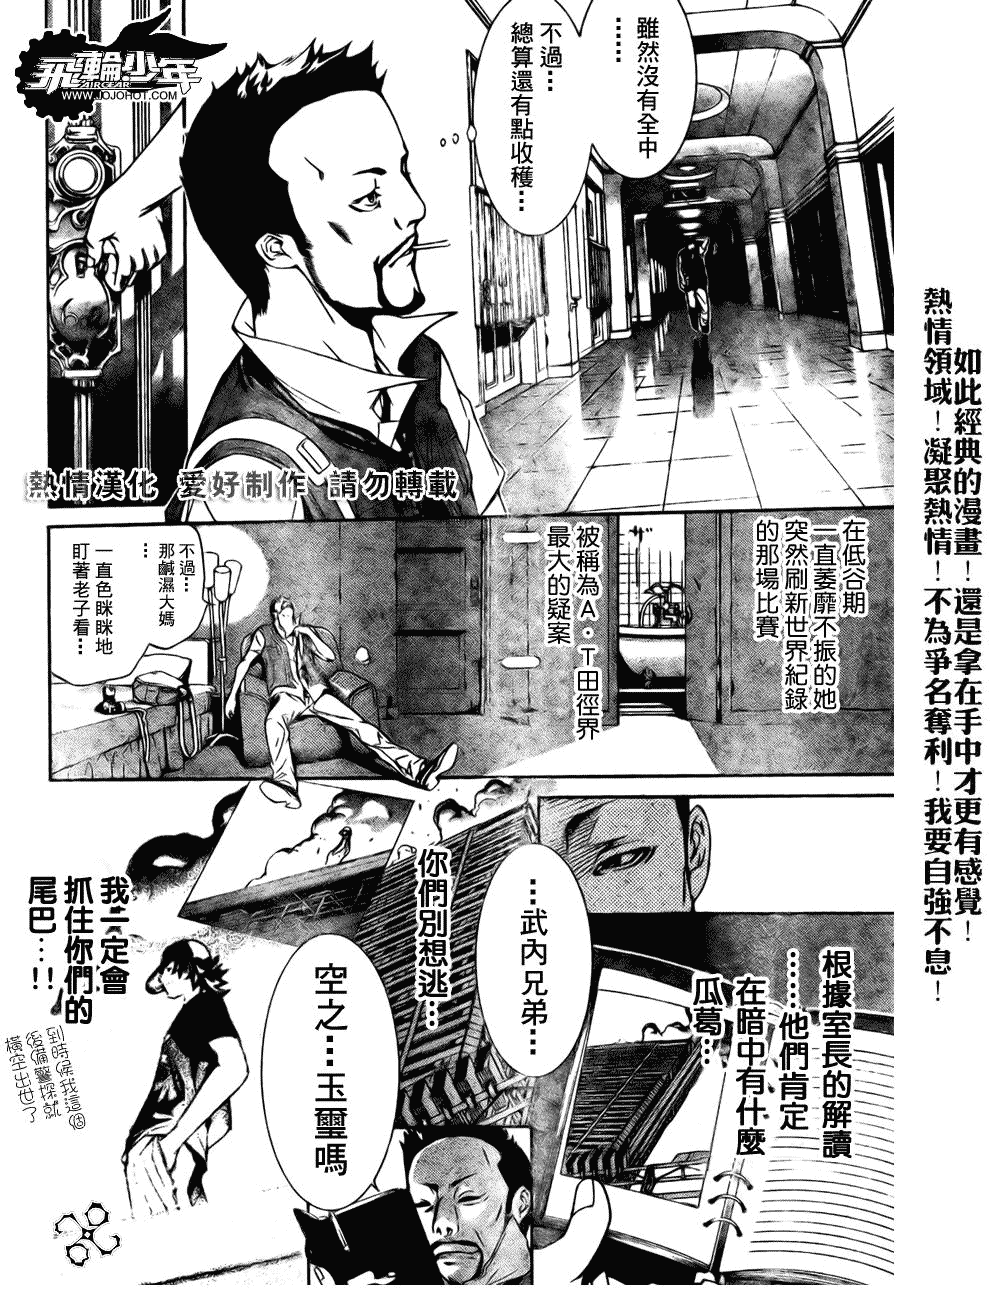 飛輪少年
AIRGEAR
WWW.JOJOHOT.COM
雖然沒有全中
……
不過…
總算還有點收穫…
熱情漢化 愛好制作 請勿轉載
在低谷期
一直萎靡不振的她
突然刷新世界紀錄
的那場比賽
被稱為A・T田徑界
最大的疑案
不過…
…
那鹹濕大媽
一直色瞇瞇地
盯著老子看…
根據室長的解讀
……他們肯定
在暗中有什麼
瓜葛…
…武內兄弟…
你們別想逃…
空之…玉璽嗎
我一定會
抓住你們的
尾巴…!!
到時候我這個
後備警探就
橫空出世了
如此經典的漫畫！還是拿在手中才更有感覺！
熱情領域！凝聚熱情！不為爭名奪利！我要自強不息！